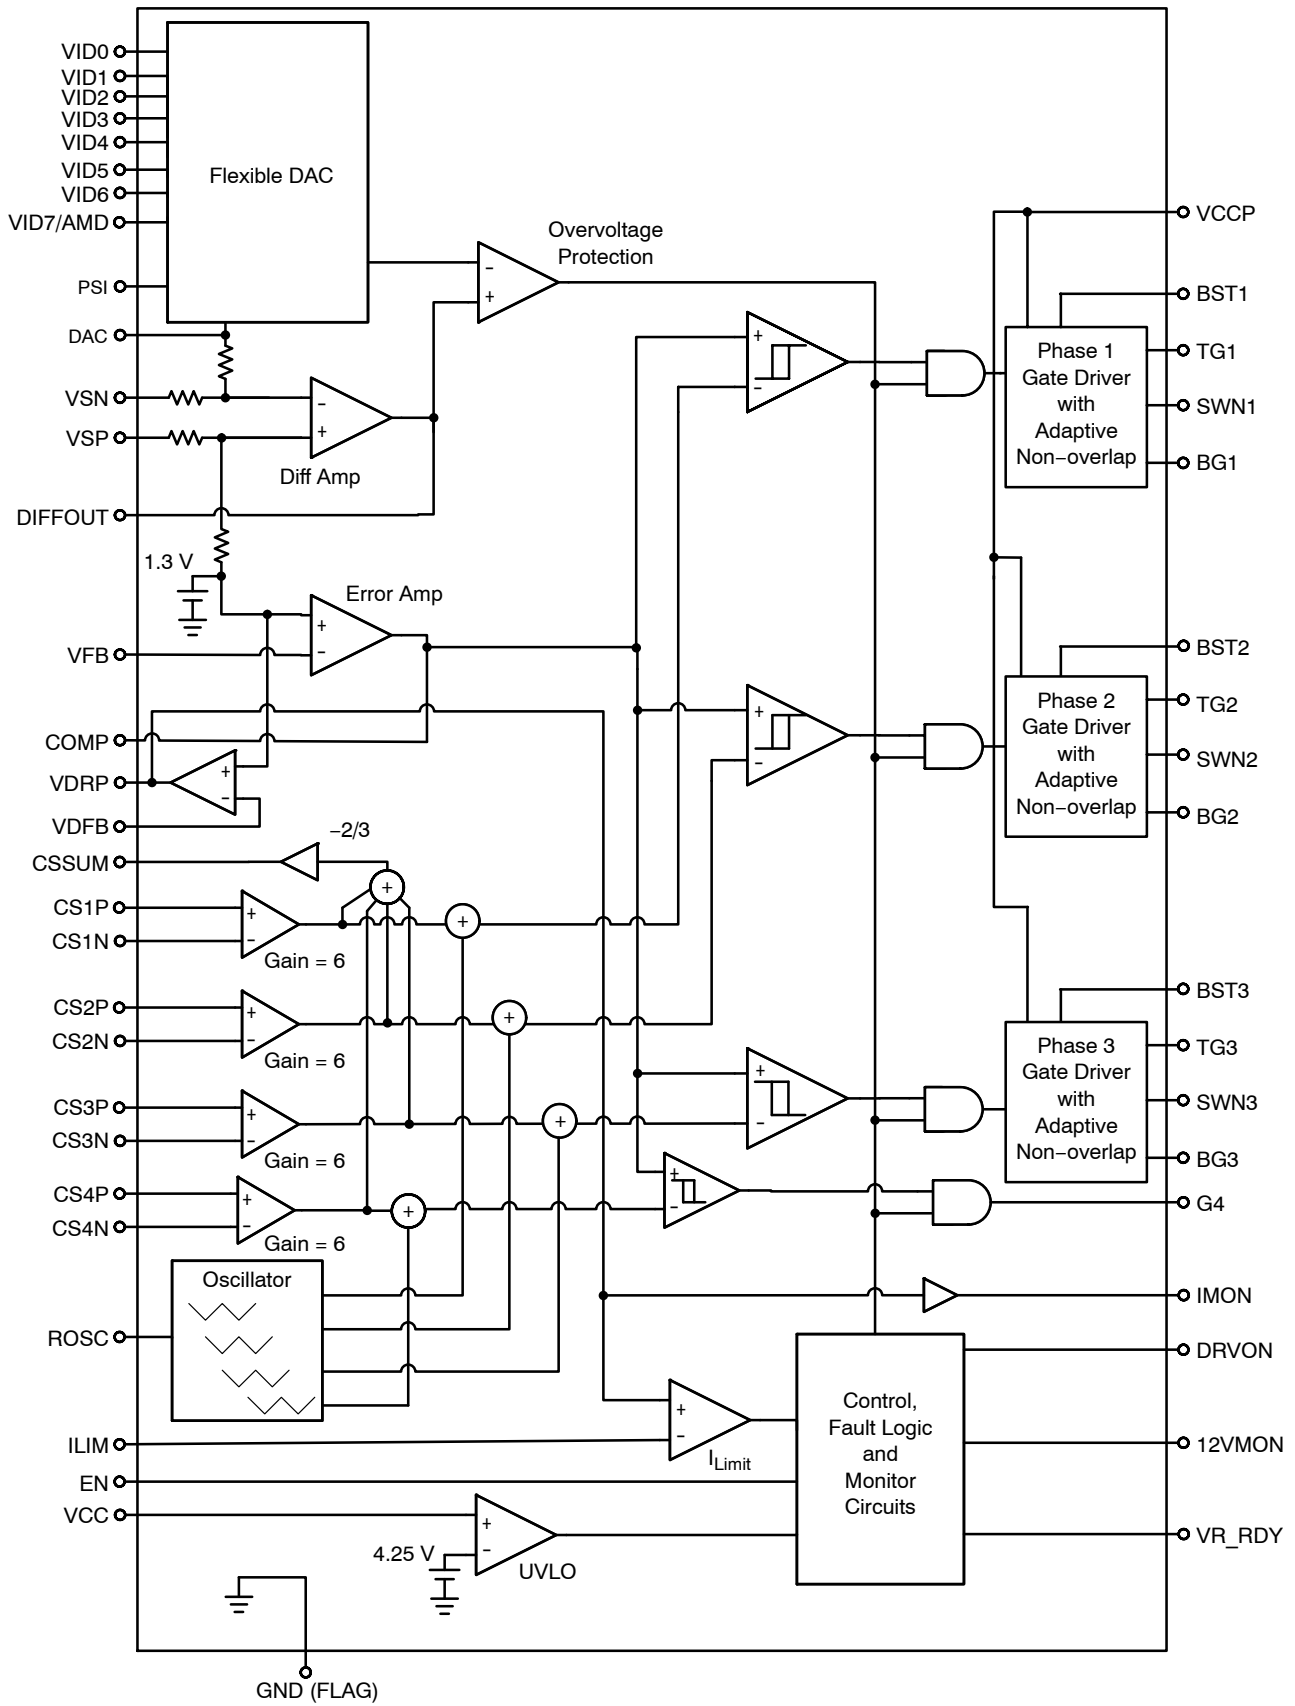 VID0
VID1
VID2
VID3
VID4
VID5
VID6
VID7/AMD
PSI
DAC
VSN
VSP
DIFFOUT
Flexible DAC
Overvoltage
Protection
−
+
−
+
Diff Amp
1.3 V
Error Amp
+
−
VFB
COMP
VDRP
VDFB
+
−
CSSUM
−2/3
+
CS1P
CS1N
+
−
Gain = 6
+
CS2P
CS2N
+
−
Gain = 6
+
CS3P
CS3N
+
−
Gain = 6
+
CS4P
CS4N
+
−
Gain = 6
+
Oscillator
ROSC
ILIM
EN
VCC
+
−
ILimit
4.25 V
+
−
UVLO
GND (FLAG)
+
−
+
−
+
−
+
−
Control,
Fault Logic
and
Monitor
Circuits
VCCP
BST1
TG1
SWN1
BG1
Phase 1
Gate Driver
with
Adaptive
Non−overlap
BST2
TG2
SWN2
BG2
Phase 2
Gate Driver
with
Adaptive
Non−overlap
BST3
TG3
SWN3
BG3
Phase 3
Gate Driver
with
Adaptive
Non−overlap
G4
IMON
DRVON
12VMON
VR_RDY